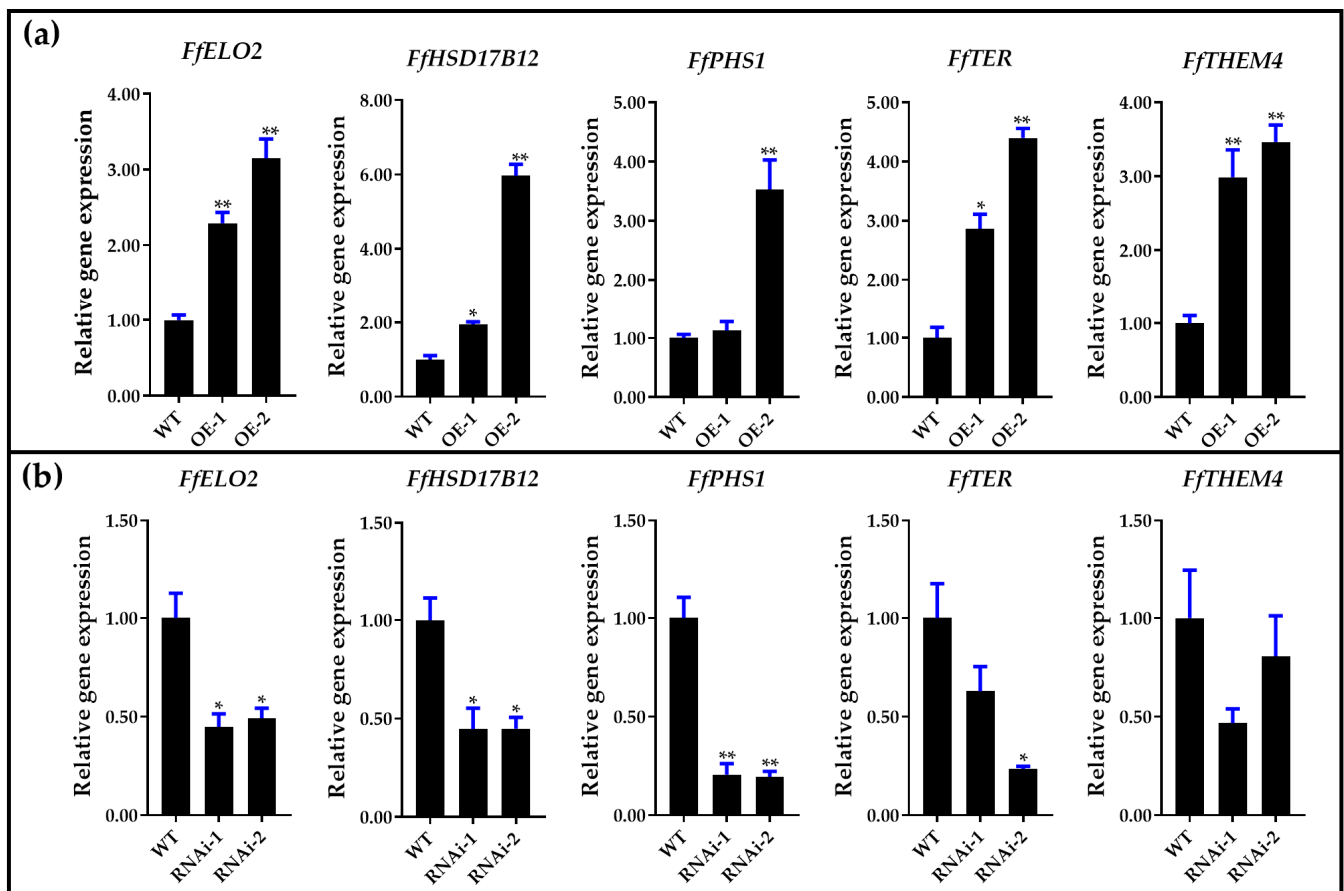 (a)
FfELO2
FfHSD17B12
FfPHS1
FfTER
FfTHEM4
Relative gene expression
4.00
3.00
2.00
1.00
0.00
**
**
WT
OE-1
OE-2
Relative gene expression
8.00
6.00
4.00
2.00
0.00
*
**
WT
OE-1
OE-2
Relative gene expression
5.00
4.00
3.00
2.00
1.00
0.00
**
WT
OE-1
OE-2
Relative gene expression
5.00
4.00
3.00
2.00
1.00
0.00
*
**
WT
OE-1
OE-2
Relative gene expression
4.00
3.00
2.00
1.00
0.00
**
**
WT
OE-1
OE-2
(b)
FfELO2
FfHSD17B12
FfPHS1
FfTER
FfTHEM4
Relative gene expression
1.50
1.00
0.50
0.00
*
*
WT
RNAi-1
RNAi-2
Relative gene expression
1.50
1.00
0.50
0.00
*
*
WT
RNAi-1
RNAi-2
Relative gene expression
1.50
1.00
0.50
0.00
**
**
WT
RNAi-1
RNAi-2
Relative gene expression
1.50
1.00
0.50
0.00
*
WT
RNAi-1
RNAi-2
Relative gene expression
1.50
1.00
0.50
0.00
WT
RNAi-1
RNAi-2